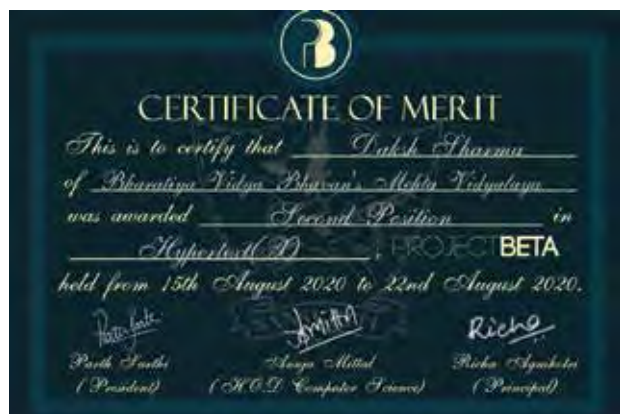 B
CERTIFICATE OF MERIT
This is to certify that Daksh Sharma
of Bharatiya Vidya Bhavan's Mehta Vidyalaya
was awarded Second Position in
Hypertext(D), PROJECTBETA
held from 15th August 2020 to 22nd August 2020.
Richa
Parth Santhi Anuja Mittal Richa Agnihotri
(President) (H.O.D Computer Science) (Principal)